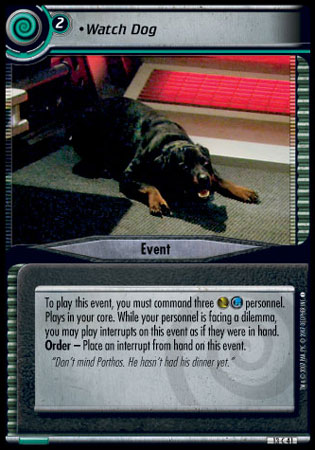 2
•Watch Dog
Event
To play this event, you must command three personnel.
Plays in your core. While your personnel is facing a dilemma,
you may play interrupts on this event as if they were in hand.
Order – Place an interrupt from hand on this event.
"Don't mind Porthos. He hasn't had his dinner yet."